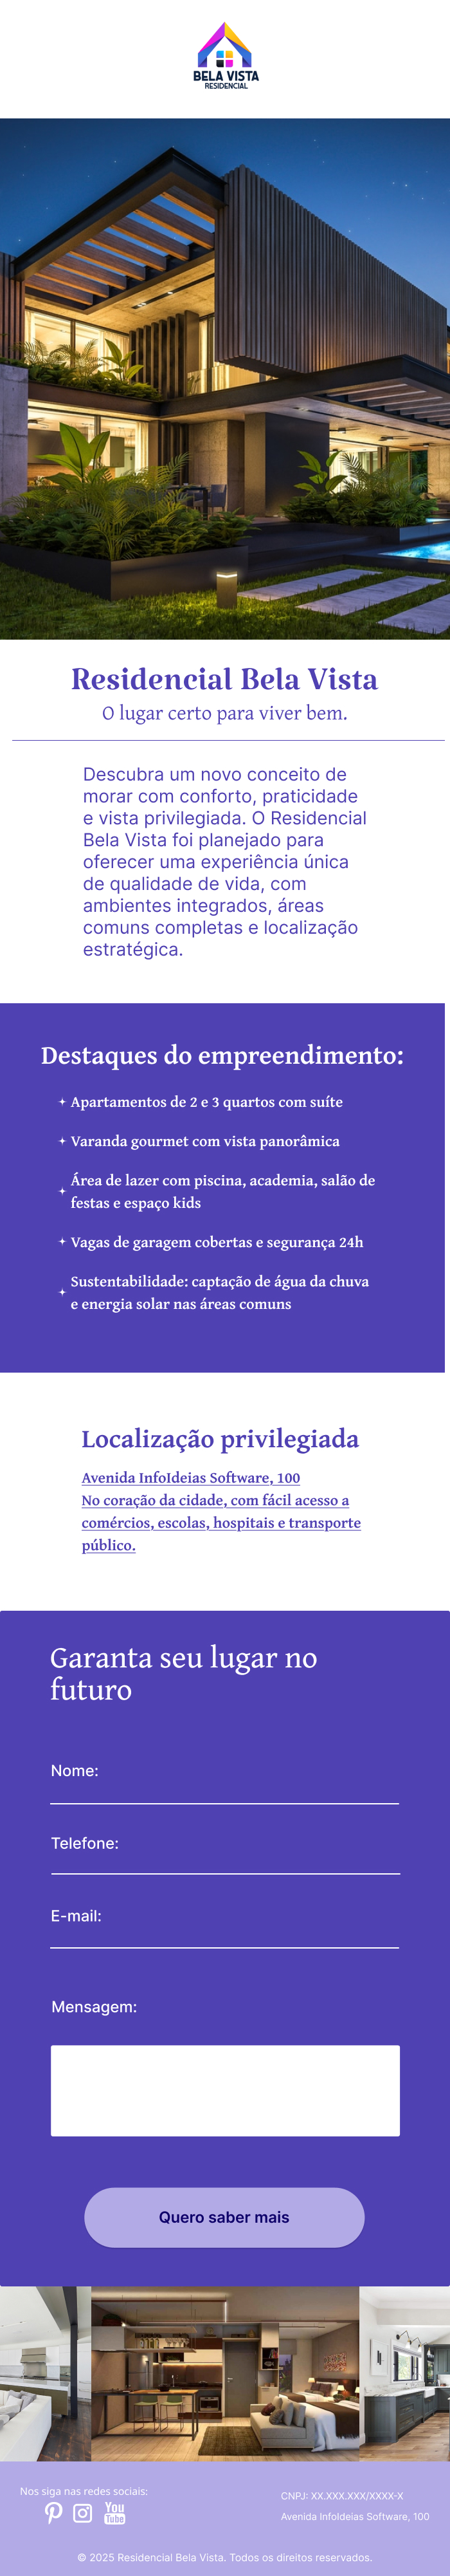 BELA VISTA
RESIDENCIAL
Residencial Bela Vista
O lugar certo para viver bem.
Descubra um novo conceito de
morar com conforto, praticidade
e vista privilegiada. O Residencial
Bela Vista foi planejado para
oferecer uma experiência única
de qualidade de vida, com
ambientes integrados, áreas
comuns completas e localização
estratégica.
Destaques do empreendimento:
Apartamentos de 2 e 3 quartos com suíte
Varanda gourmet com vista panorâmica
Área de lazer com piscina, academia, salão de
festas e espaço kids
Vagas de garagem cobertas e segurança 24h
Sustentabilidade: captação de água da chuva
e energia solar nas áreas comuns
Localização privilegiada
Avenida InfoIdeias Software, 100
No coração da cidade, com fácil acesso a
comércios, escolas, hospitais e transporte
público.
Garanta seu lugar no
futuro
Nome:
Telefone:
E-mail:
Mensagem:
Quero saber mais
Nos siga nas redes sociais:
You
Tube
CNPJ: XX.XXX.XXX/XXXX-X
Avenida InfoIdeias Software, 100
© 2025 Residencial Bela Vista. Todos os direitos reservados.